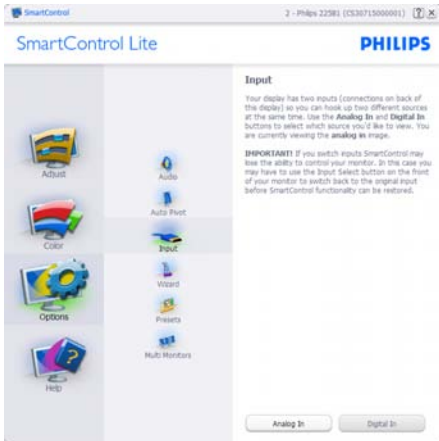 SmartControl
2 - Philips 225B1 (CS30715000001)
SmartControl Lite
PHILIPS
Adjust
Color
Options
Help
Audio
Auto Pivot
Input
Wizard
Presets
Multi Monitors
Input
Your display has two inputs (connections on back of
this display) so you can hook up two different sources
at the same time. Use the Analog In and Digital In
buttons to select which source you'd like to view. You
are currently viewing the analog in image.
IMPORTANT! If you switch inputs SmartControl may
lose the ability to control your monitor. In this case you
may have to use the Input Select button on the front
of your monitor to switch back to the original input
before SmartControl functionality can be restored.
Analog In
Digital In